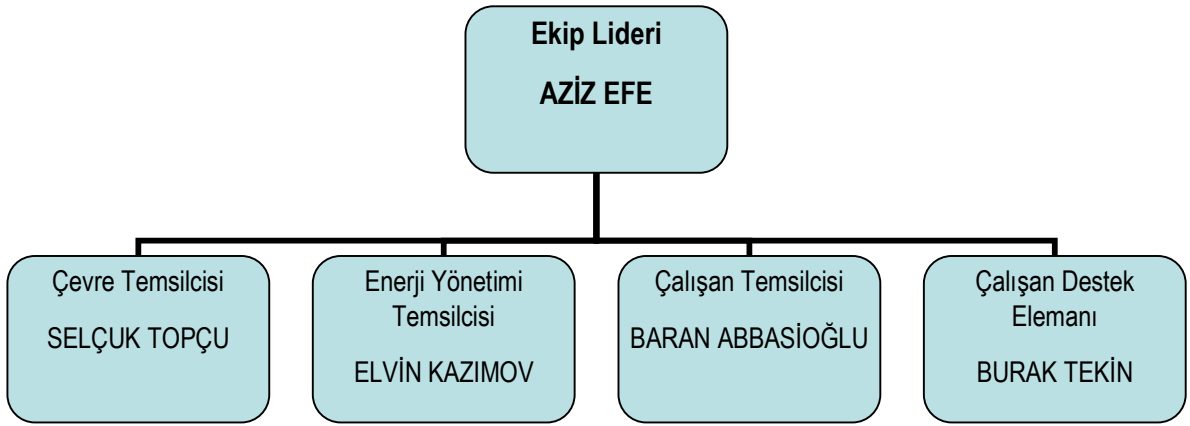 Ekip Lideri
AZİZ EFE
Çevre Temsilcisi
SELÇUK TOPÇU
Enerji Yönetimi
Temsilcisi
ELVİN KAZIMOV
Çalışan Temsilcisi
BARAN ABBASİOĞLU
Çalışan Destek
Elemanı
BURAK TEKİN